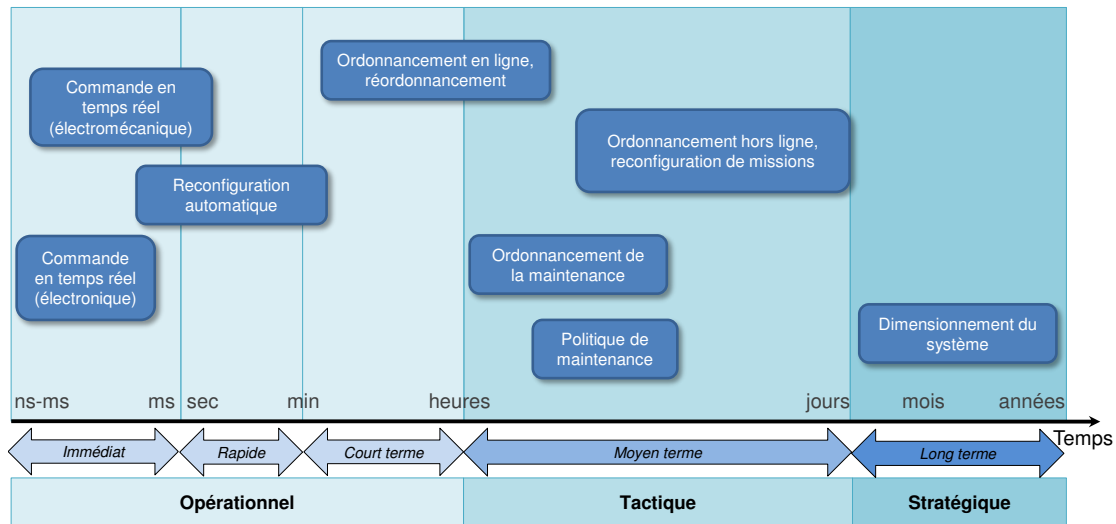 Ordonnancement en ligne,
réordonnancement
Commande en
temps réel
(électromécanique)
Ordonnancement hors ligne,
reconfiguration de missions
Reconfiguration
automatique
Commande
en temps réel
(électronique)
Ordonnancement de
la maintenance
Politique de
maintenance
Dimensionnement du
système
ns-ms ms sec min heures jours mois années
Temps
Immédiat Rapide Court terme Moyen terme Long terme
Opérationnel Tactique Stratégique